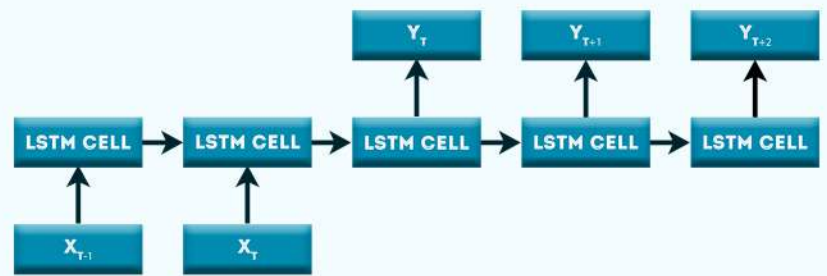 Y_T Y_T+1 Y_T+2
LSTM CELL LSTM CELL LSTM CELL LSTM CELL LSTM CELL
X_T-1 X_T